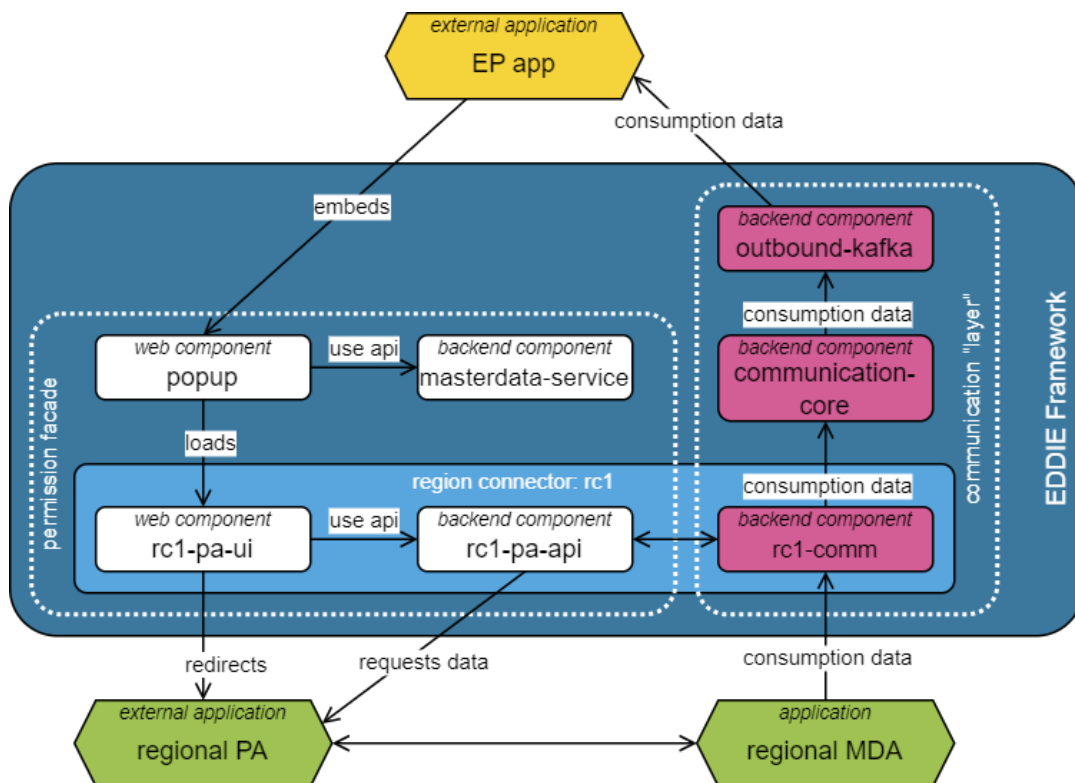 external application
EP app
consumption data
embeds
backend component
outbound-kafka
consumption data
web component
popup
use api
backend component
masterdata-service
backend component
communication-
core
loads
permission facade
communication "layer"
EDDIE Framework
region connector: rc1
consumption data
web component
rc1-pa-ui
use api
backend component
rc1-pa-api
backend component
rc1-comm
redirects
requests data
consumption data
external application
regional PA
application
regional MDA